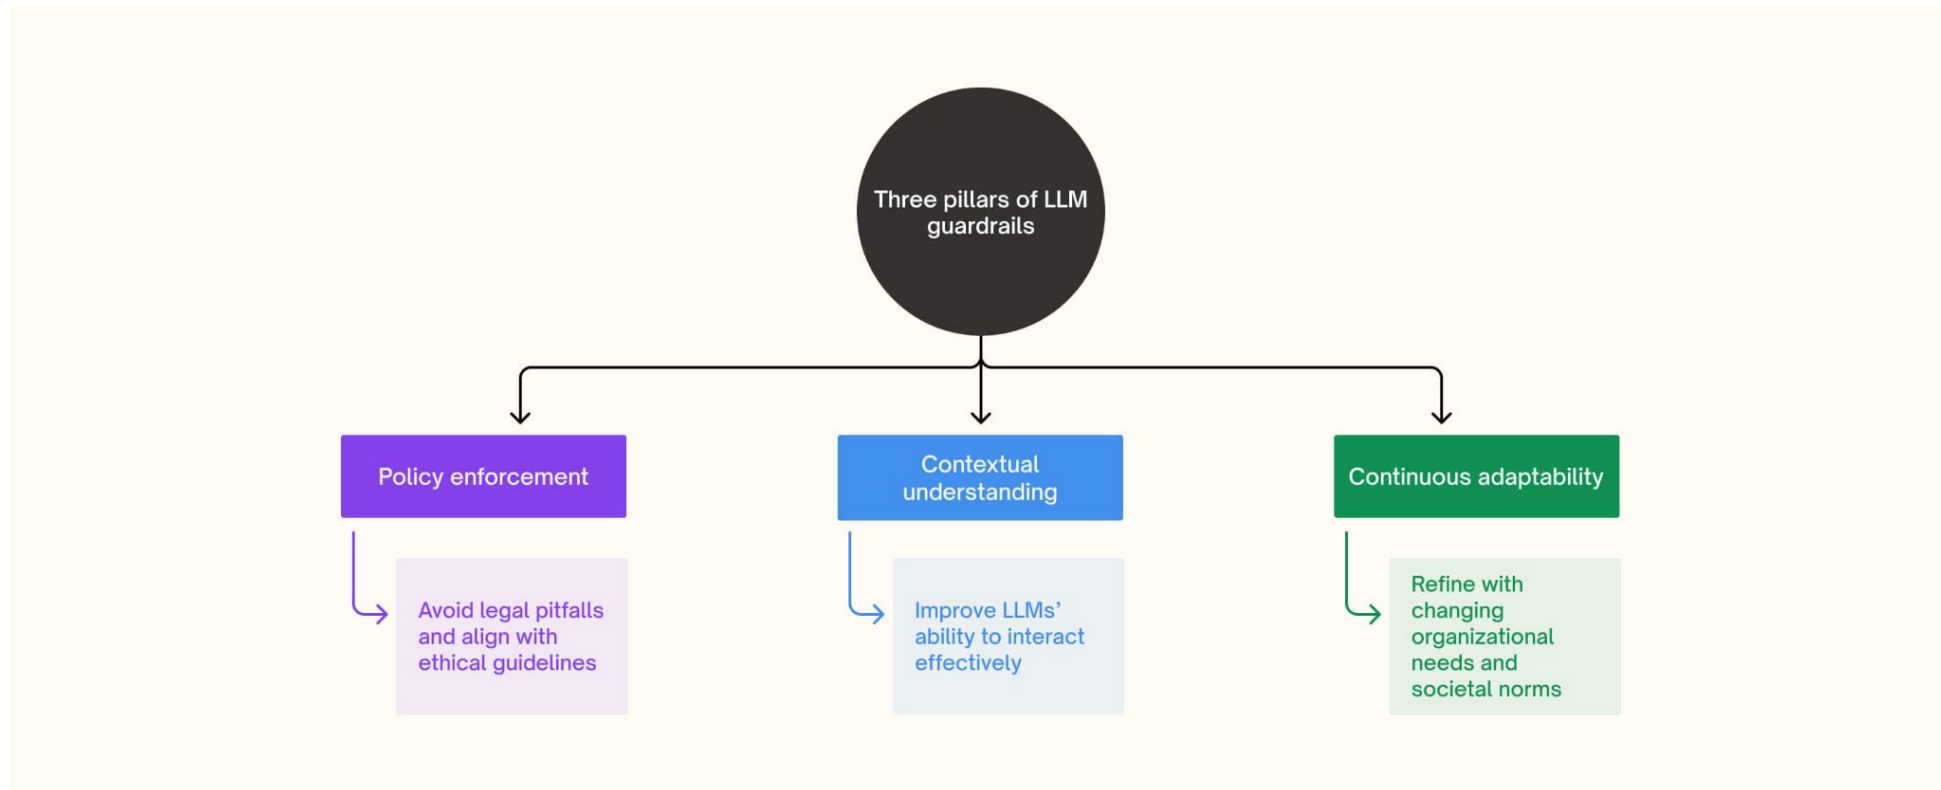 Three pillars of LLM
guardrails
Policy enforcement
Avoid legal pitfalls
and align with
ethical guidelines
Contextual
understanding
Improve LLMs’
ability to interact
effectively
Continuous adaptability
Refine with
changing
organizational
needs and
societal norms